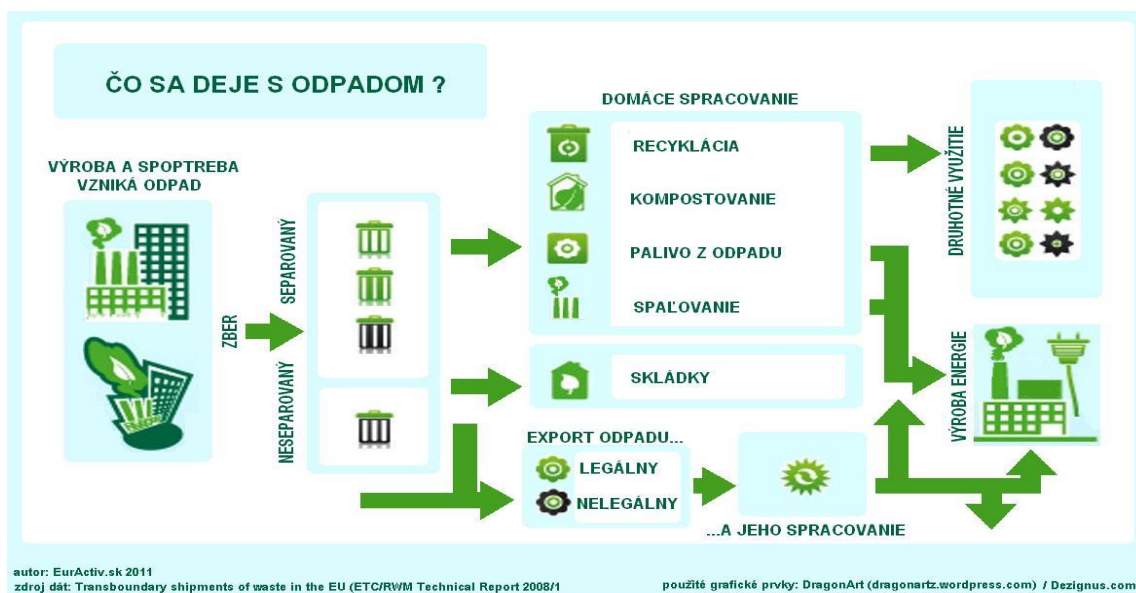 ČO SA DEJE S ODPADOM ?
VÝROBA A SPOPTREBA
VZNIKÁ ODPAD
ZBER
SEPAROVANÝ
NESEPAROVANÝ
DOMÁCE SPRACOVANIE
RECYKLÁCIA
KOMPOSTOVANIE
PALIVO Z ODPADU
SPAĽOVANIE
SKLÁDKY
EXPORT ODPADU...
LEGÁLNY
NELEGÁLNY
...A JEHO SPRACOVANIE
DRUHOTNÉ VYUŽITIE
VÝROBA ENERGIE
autor: EurActiv.sk 2011
zdroj dát: Transboundary shipments of waste in the EU (ETC/RWM Technical Report 2008/1
použité grafické prvky: DragonArt (dragonartz.wordpress.com) / Dezignus.com